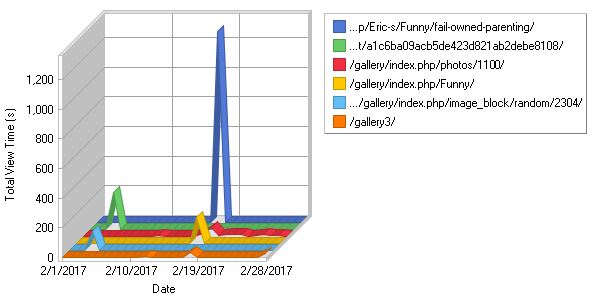 Total View Time (s)
1,200
1,000
800
600
400
200
0
2/1/2017
2/10/2017
2/19/2017
2/28/2017
Date
...p/Eric-s/Funny/fail-owned-parenting/
...t/a1c6ba09acb5de423d821ab2debe8108/
/gallery/index.php/photos/1100/
/gallery/index.php/Funny/
.../gallery/index.php/image_block/random/2304/
/gallery3/